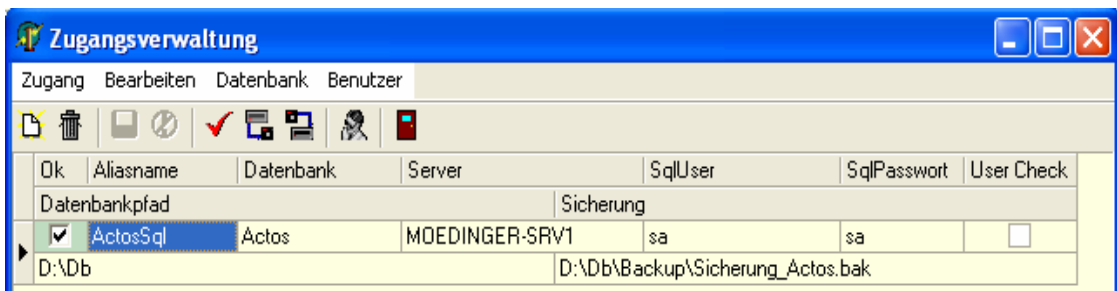 Zugangsverwaltung
Zugang Bearbeiten Datenbank Benutzer
Ok Aliasname Datenbank Server SqlUser SqlPasswort User Check
Datenbankpfad Sicherung
ActosSql Actos MOEDINGER-SRV1 sa sa
D:\Db D:\Db\Backup\Sicherung_Actos.bak